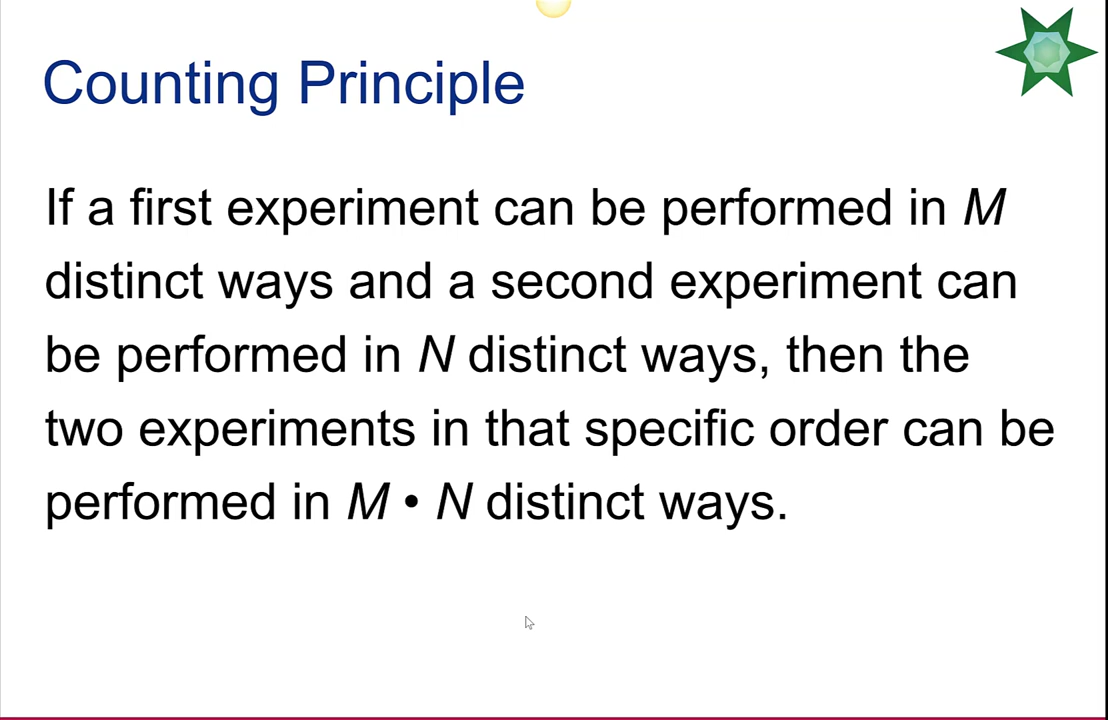 Counting Principle
If a first experiment can be performed in M
distinct ways and a second experiment can
be performed in N distinct ways, then the
two experiments in that specific order can be
performed in M • N distinct ways.